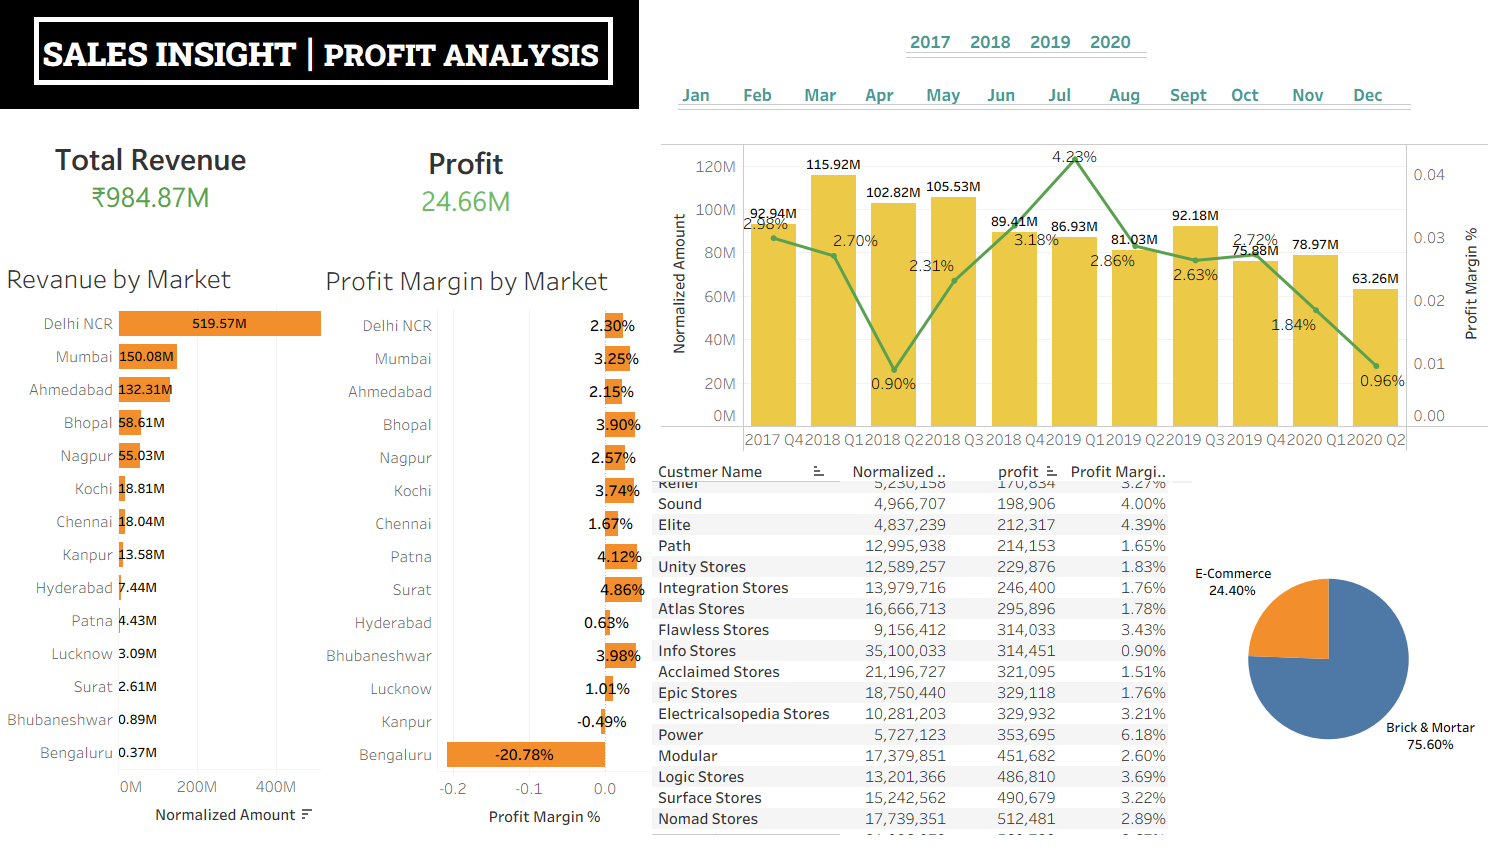 SALES INSIGHT | PROFIT ANALYSIS
Total Revenue
₹984.87M
Profit
24.66M
Revanue by Market
Delhi NCR 519.57M
Mumbai 150.08M
Ahmedabad 132.31M
Bhopal 58.61M
Nagpur 55.03M
Kochi 18.81M
Chennai 18.04M
Kanpur 13.58M
Hyderabad 7.44M
Patna 4.43M
Lucknow 3.09M
Surat 2.61M
Bhubaneshwar 0.89M
Bengaluru 0.37M
0M 200M 400M
Normalized Amount
Profit Margin by Market
Delhi NCR 2.30%
Mumbai 3.25%
Ahmedabad 2.15%
Bhopal 3.90%
Nagpur 2.57%
Kochi 3.74%
Chennai 1.67%
Patna 4.12%
Surat 4.86%
Hyderabad 0.63%
Bhubaneshwar 3.98%
Lucknow 1.01%
Kanpur -0.49%
Bengaluru -20.78%
-0.2 -0.1 0.0
Profit Margin %
2017 2018 2019 2020
Jan Feb Mar Apr May Jun Jul Aug Sept Oct Nov Dec
Normalized Amount
120M
100M
80M
60M
40M
20M
0M
92.94M 115.92M 102.82M 105.53M 89.41M 86.93M 81.03M 92.18M 75.88M 78.97M 63.26M
2.98% 2.70% 0.90% 2.31% 3.18% 4.23% 2.86% 2.63% 2.72% 1.84% 0.96%
0.04
0.03
0.02
0.01
0.00
Profit Margin %
2017 Q4 2018 Q1 2018 Q2 2018 Q3 2018 Q4 2019 Q1 2019 Q2 2019 Q3 2019 Q4 2020 Q1 2020 Q2
Custmer Name Normalized .. profit Profit Margi..
Relief 5,230,158 170,834 3.27%
Sound 4,966,707 198,906 4.00%
Elite 4,837,239 212,317 4.39%
Path 12,995,938 214,153 1.65%
Unity Stores 12,589,257 229,876 1.83%
Integration Stores 13,979,716 246,400 1.76%
Atlas Stores 16,666,713 295,896 1.78%
Flawless Stores 9,156,412 314,033 3.43%
Info Stores 35,100,033 314,451 0.90%
Acclaimed Stores 21,196,727 321,095 1.51%
Epic Stores 18,750,440 329,118 1.76%
Electricalsopedia Stores 10,281,203 329,932 3.21%
Power 5,727,123 353,695 6.18%
Modular 17,379,851 451,682 2.60%
Logic Stores 13,201,366 486,810 3.69%
Surface Stores 15,242,562 490,679 3.22%
Nomad Stores 17,739,351 512,481 2.89%
E-Commerce
24.40%
Brick & Mortar
75.60%